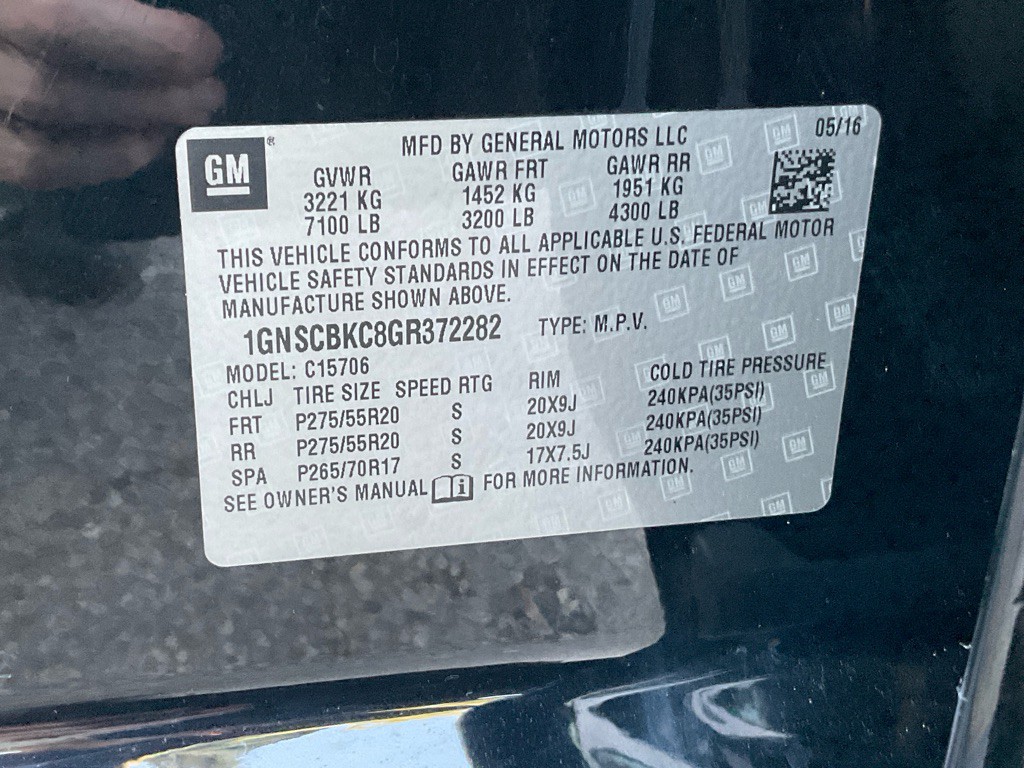 GM®
MFD BY GENERAL MOTORS LLC 05/16
GVWR GAWR FRT GAWR RR
3221 KG 1452 KG 1951 KG
7100 LB 3200 LB 4300 LB
THIS VEHICLE CONFORMS TO ALL APPLICABLE U.S. FEDERAL MOTOR
VEHICLE SAFETY STANDARDS IN EFFECT ON THE DATE OF
MANUFACTURE SHOWN ABOVE.
1GNSCBKC8GR372282 TYPE: M.P.V.
MODEL: C15706
CHLJ TIRE SIZE SPEED RTG RIM COLD TIRE PRESSURE
FRT P275/55R20 S 20X9J 240KPA(35PSI)
RR P275/55R20 S 20X9J 240KPA(35PSI)
SPA P265/70R17 S 17X7.5J 240KPA(35PSI)
SEE OWNER'S MANUAL i FOR MORE INFORMATION.